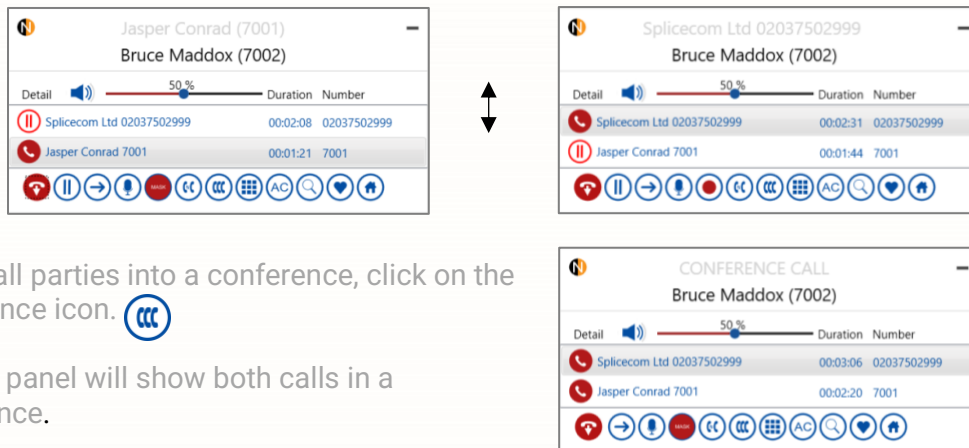 Jasper Conrad (7001)
Bruce Maddox (7002)
Detail 50 % Duration Number
Splicecom Ltd 02037502999 00:02:08 02037502999
Jasper Conrad 7001 00:01:21 7001
MASK AC
Splicecom Ltd 02037502999
Bruce Maddox (7002)
Detail 50 % Duration Number
Splicecom Ltd 02037502999 00:02:31 02037502999
Jasper Conrad 7001 00:01:44 7001
AC
all parties into a conference, click on the
nce icon.
panel will show both calls in a
nce.
CONFERENCE CALL
Bruce Maddox (7002)
Detail 50 % Duration Number
Splicecom Ltd 02037502999 00:03:06 02037502999
Jasper Conrad 7001 00:02:20 7001
MASK AC